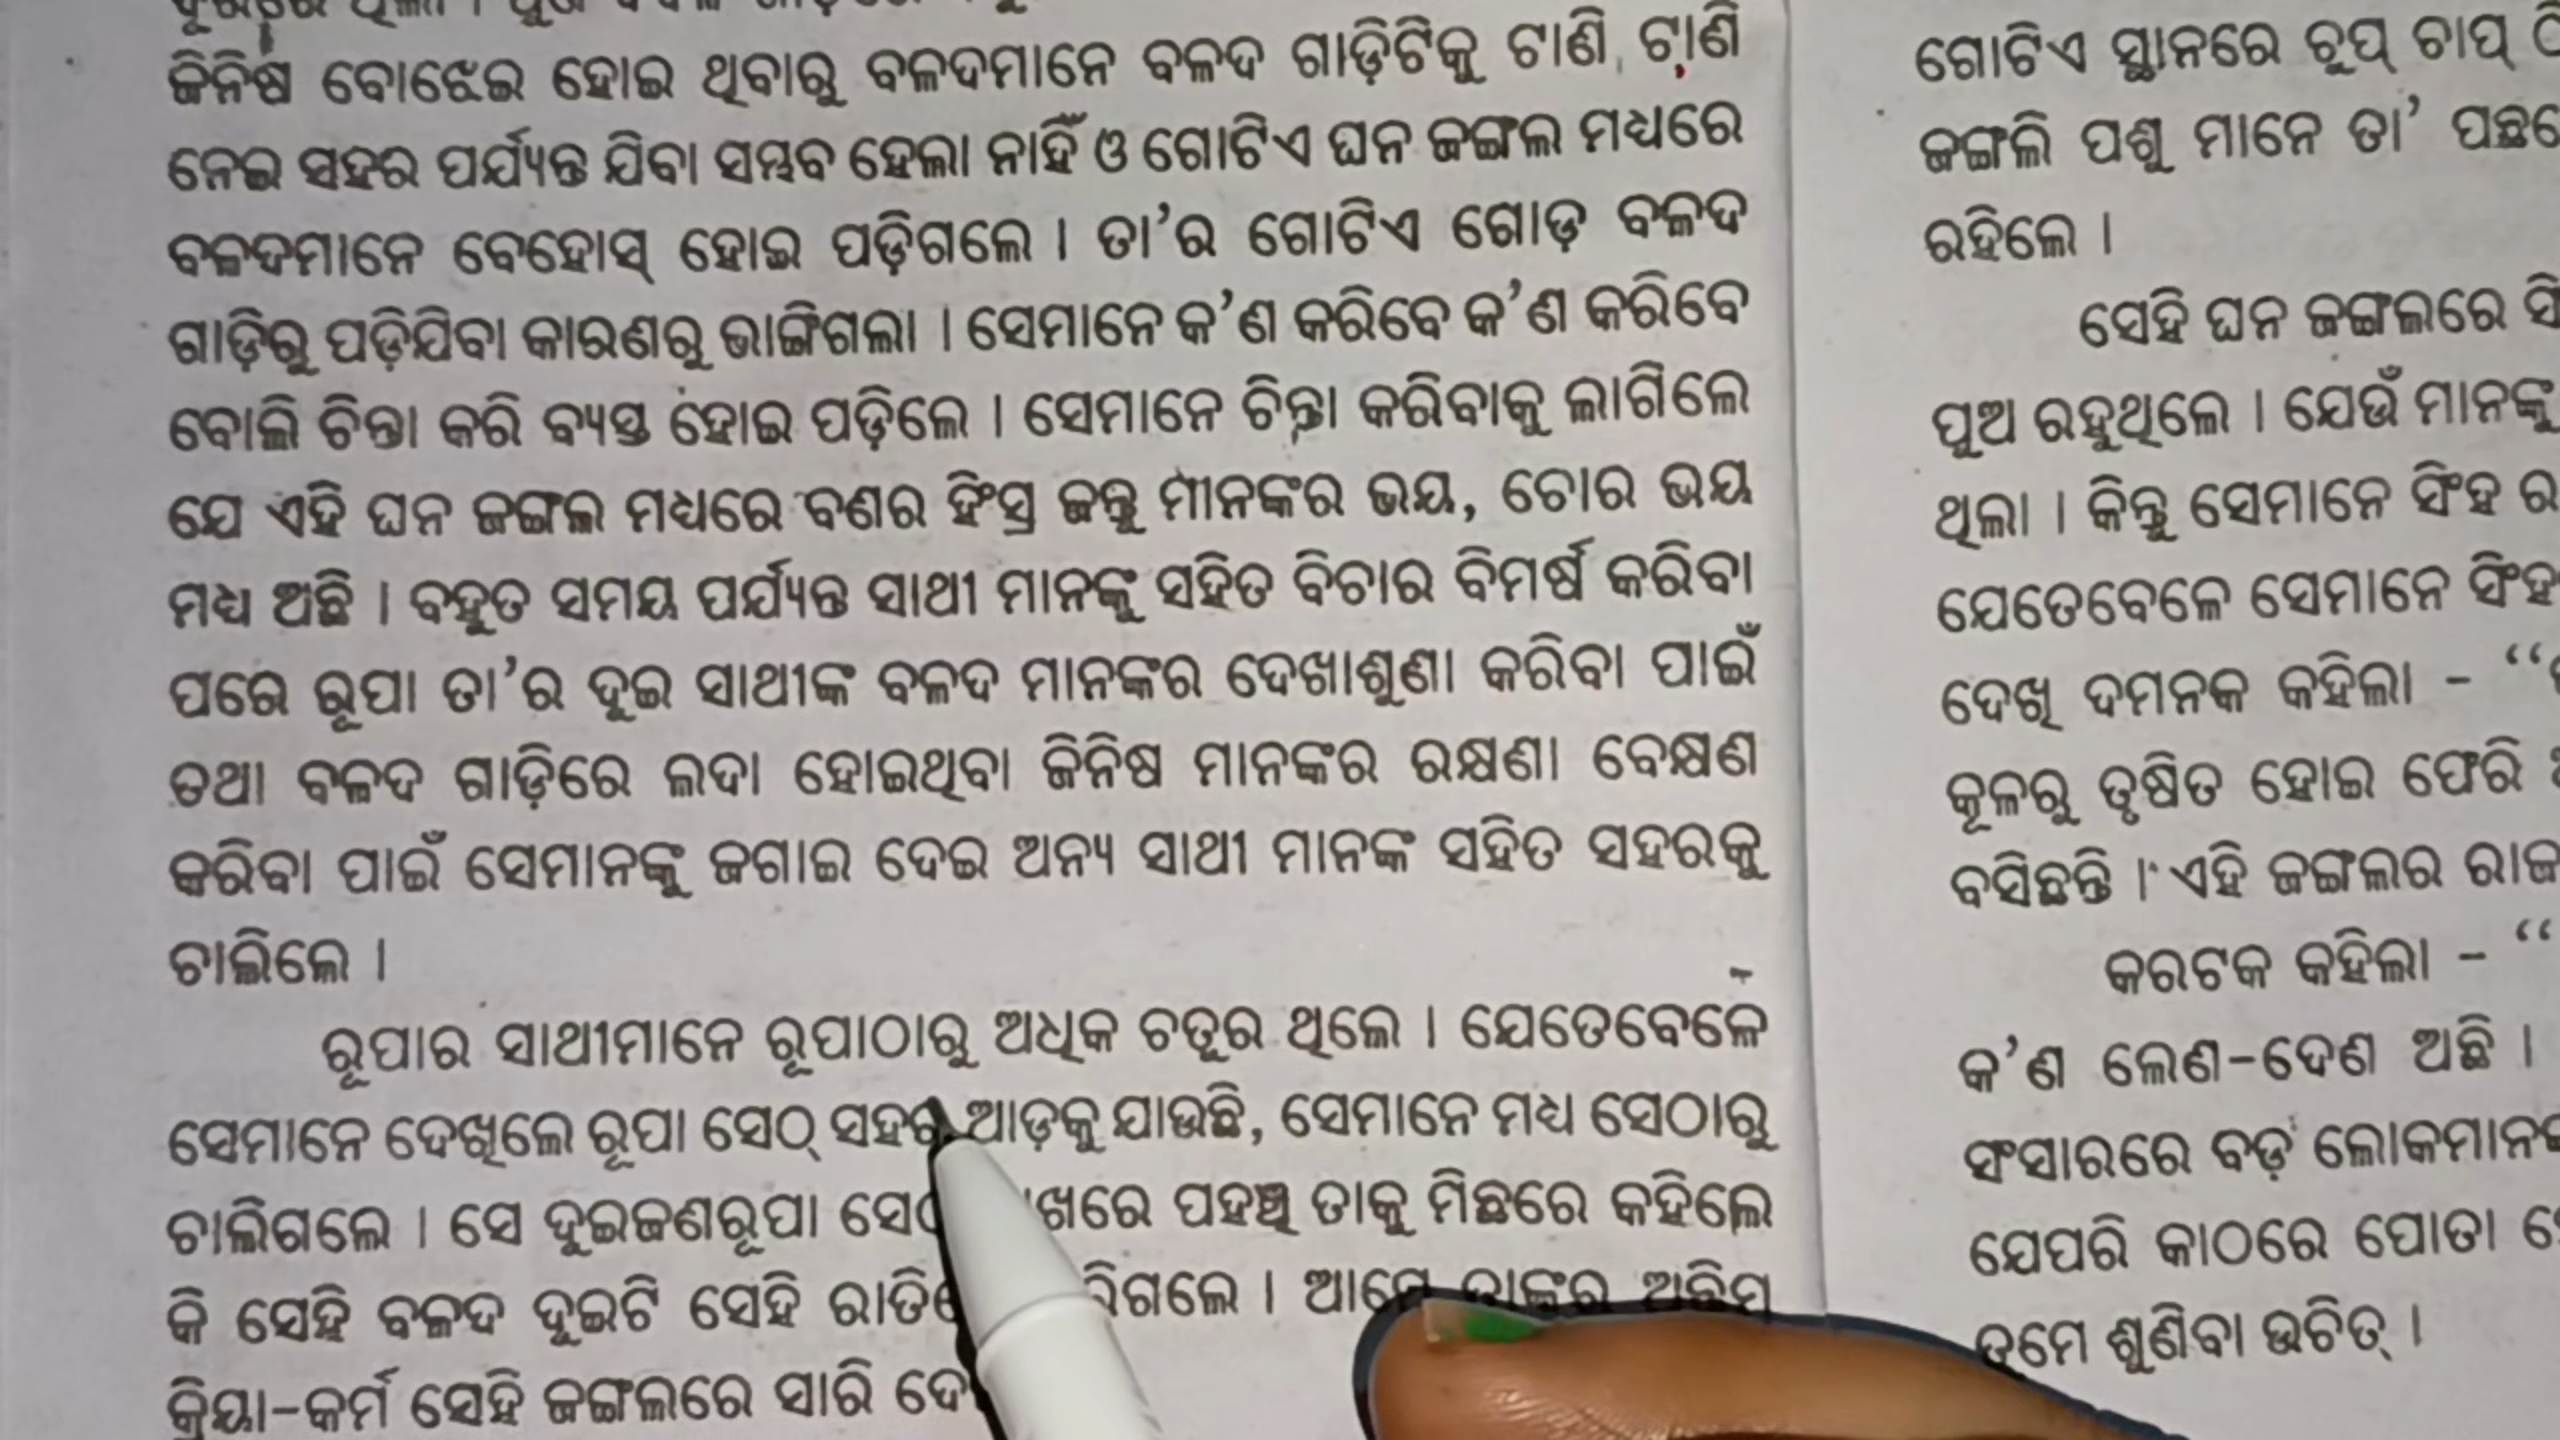 ଜିନିଷ ବୋଝେଇ ହୋଇ ଥିବାରୁ ବଳଦମାନେ ବଳଦ ଗାଡ଼ିଟିକୁ ଟାଣି ଟାଣି
ନେଇ ସହର ପର୍ଯ୍ୟନ୍ତ ଯିବା ସମ୍ଭବ ହେଲା ନାହିଁ ଓ ଗୋଟିଏ ଘନ ଜଙ୍ଗଲ ମଧ୍ୟରେ
ବଳଦମାନେ ବେହୋସ୍ ହୋଇ ପଡ଼ିଗଲେ । ତା’ର ଗୋଟିଏ ଗୋଡ଼ ବଳଦ
ଗାଡ଼ିରୁ ପଡ଼ିଯିବା କାରଣରୁ ଭାଙ୍ଗିଗଲା । ସେମାନେ କ’ଣ କରିବେ କ’ଣ କରିବେ
ବୋଲି ଚିନ୍ତା କରି ବ୍ୟସ୍ତ ହୋଇ ପଡ଼ିଲେ । ସେମାନେ ଚିନ୍ତା କରିବାକୁ ଲାଗିଲେ
ଯେ ଏହି ଘନ ଜଙ୍ଗଲ ମଧ୍ୟରେ ବଣର ହିଂସ୍ର ଜନ୍ତୁ ମାନଙ୍କର ଭୟ, ଚୋର ଭୟ
ମଧ୍ୟ ଅଛି । ବହୁତ ସମୟ ପର୍ଯ୍ୟନ୍ତ ସାଥୀ ମାନଙ୍କୁ ସହିତ ବିଚାର ବିମର୍ଷ କରିବା
ପରେ ରୂପା ତା’ର ଦୁଇ ସାଥୀଙ୍କ ବଳଦ ମାନଙ୍କର ଦେଖାଶୁଣା କରିବା ପାଇଁ
ତଥା ବଳଦ ଗାଡ଼ିରେ ଲଦା ହୋଇଥିବା ଜିନିଷ ମାନଙ୍କର ରକ୍ଷଣା ବେକ୍ଷଣ
କରିବା ପାଇଁ ସେମାନଙ୍କୁ ଜଗାଇ ଦେଇ ଅନ୍ୟ ସାଥୀ ମାନଙ୍କ ସହିତ ସହରକୁ
ଚାଲିଲେ ।
ରୂପାର ସାଥୀମାନେ ରୂପାଠାରୁ ଅଧିକ ଚତୁର ଥିଲେ । ଯେତେବେଳେ
ସେମାନେ ଦେଖିଲେ ରୂପା ସେଠ୍ ସହର ଆଡ଼କୁ ଯାଉଛି, ସେମାନେ ମଧ୍ୟ ସେଠାରୁ
ଚାଲିଗଲେ । ସେ ଦୁଇଜଣରୂପା ପହଞ୍ଚି ତାକୁ ମିଛରେ କହିଲେ
କି ସେହି ବଳଦ ଦୁଇଟି ସେହି । ଆମେ
କ୍ରିୟା-କର୍ମ ସେହି ଜଙ୍ଗଲରେ ସାରି
ଗୋଟିଏ ସ୍ଥାନରେ ଚୁପ୍ ଚାପ୍
ଜଙ୍ଗଲି ପଶୁ ମାନେ ତା’
ରହିଲେ ।
ସେହି ଘନ ଜଙ୍ଗଲରେ
ପୁଅ ରହୁଥିଲେ । ଯେଉଁ ମାନଙ୍କୁ
ଥିଲା । କିନ୍ତୁ ସେମାନେ ସିଂହ
ଯେତେବେଳେ ସେମାନେ
ଦେଖି ଦମନକ କହିଲା – “
କୂଳରୁ ତୃଷିତ ହୋଇ ଫେରି
ବସିଛନ୍ତି । ଏହି ଜଙ୍ଗଲର
କରଟକ କହିଲା – “
କ’ଣ ଲେଣ-ଦେଣ ଅଛି ।
ସଂସାରରେ ବଡ଼
ଯେପରି କାଠରେ ପୋତା
ତୁମେ ଶୁଣିବା ଉଚିତ୍ ।